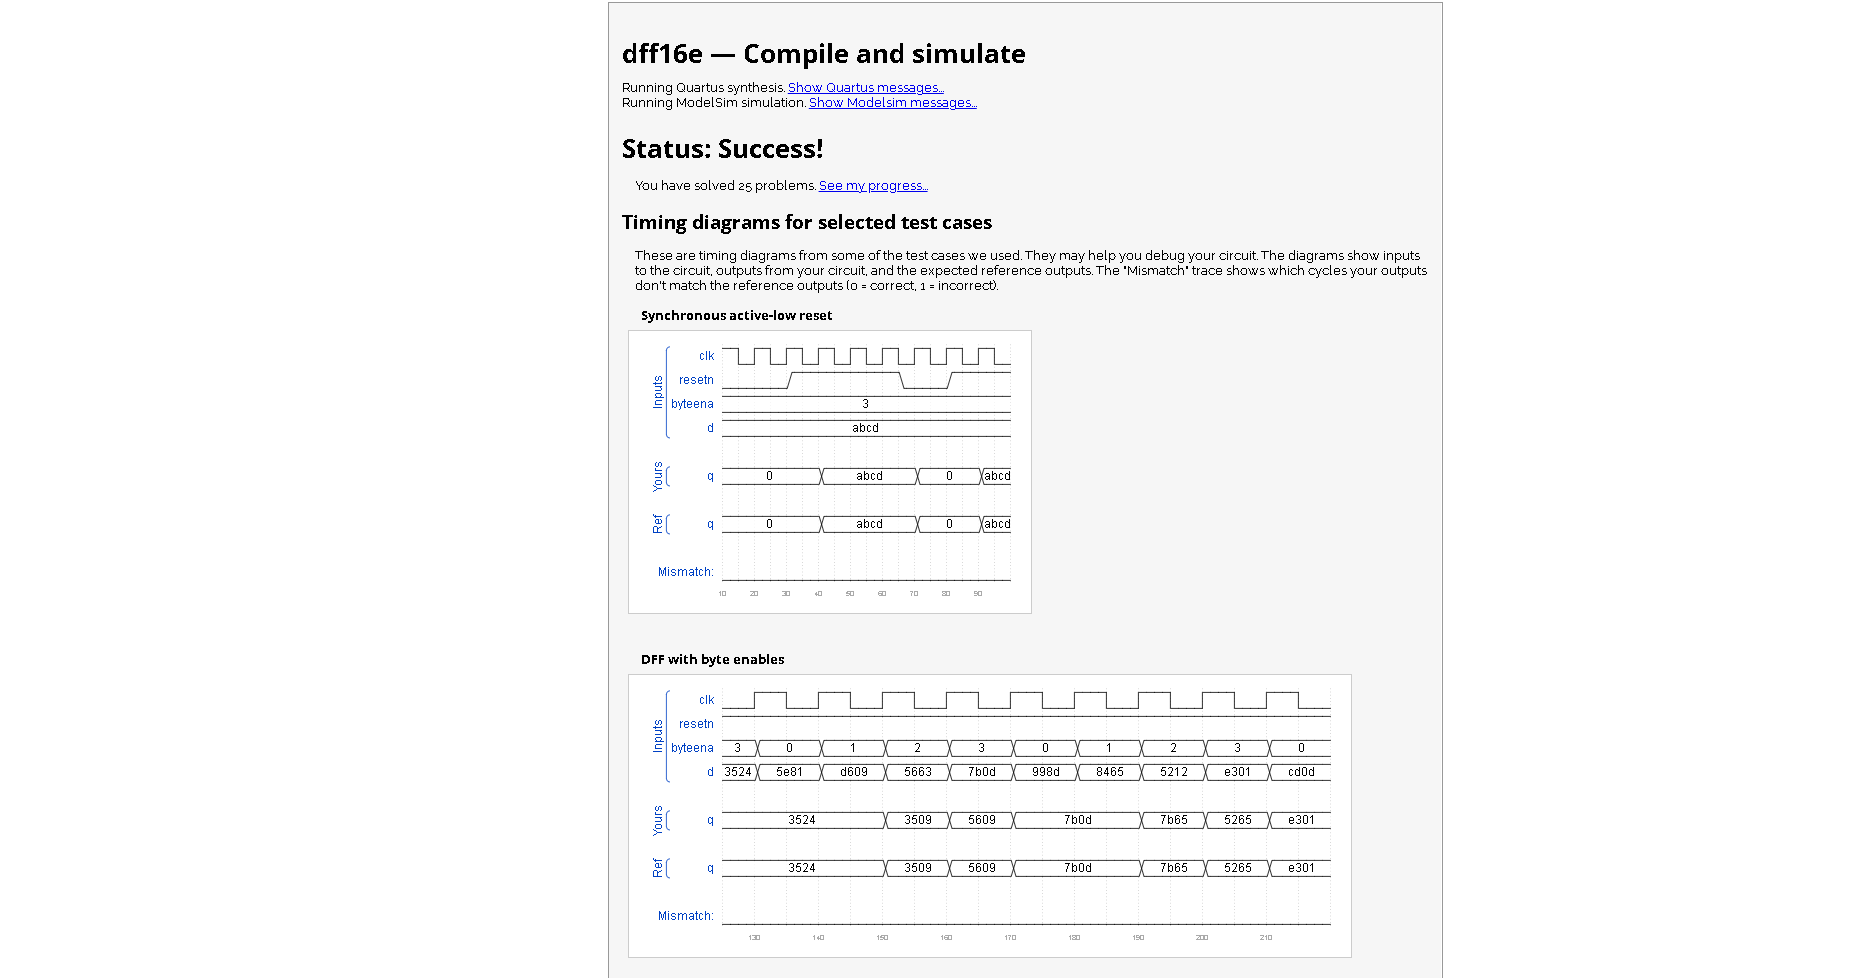 dff16e — Compile and simulate
Running Quartus synthesis. Show Quartus messages...
Running ModelSim simulation. Show Modelsim messages...
Status: Success!
You have solved 25 problems. See my progress...
Timing diagrams for selected test cases
These are timing diagrams from some of the test cases we used. They may help you debug your circuit. The diagrams show inputs
to the circuit, outputs from your circuit, and the expected reference outputs. The "Mismatch" trace shows which cycles your outputs
don't match the reference outputs (0 = correct, 1 = incorrect).
Synchronous active-low reset
Inputs
clk
resetn
byteena 3
d abcd
Yours
q 0 abcd 0 abcd
Ref
q 0 abcd 0 abcd
Mismatch:
10 20 30 40 50 60 70 80 90
DFF with byte enables
Inputs
clk
resetn
byteena 3 0 1 2 3 0 1 2 3 0
d 3524 5e81 d609 5663 7b0d 998d 8465 5212 e301 cd0d
Yours
q 3524 3509 5609 7b0d 7b65 5265 e301
Ref
q 3524 3509 5609 7b0d 7b65 5265 e301
Mismatch:
130 140 150 160 170 180 190 200 210